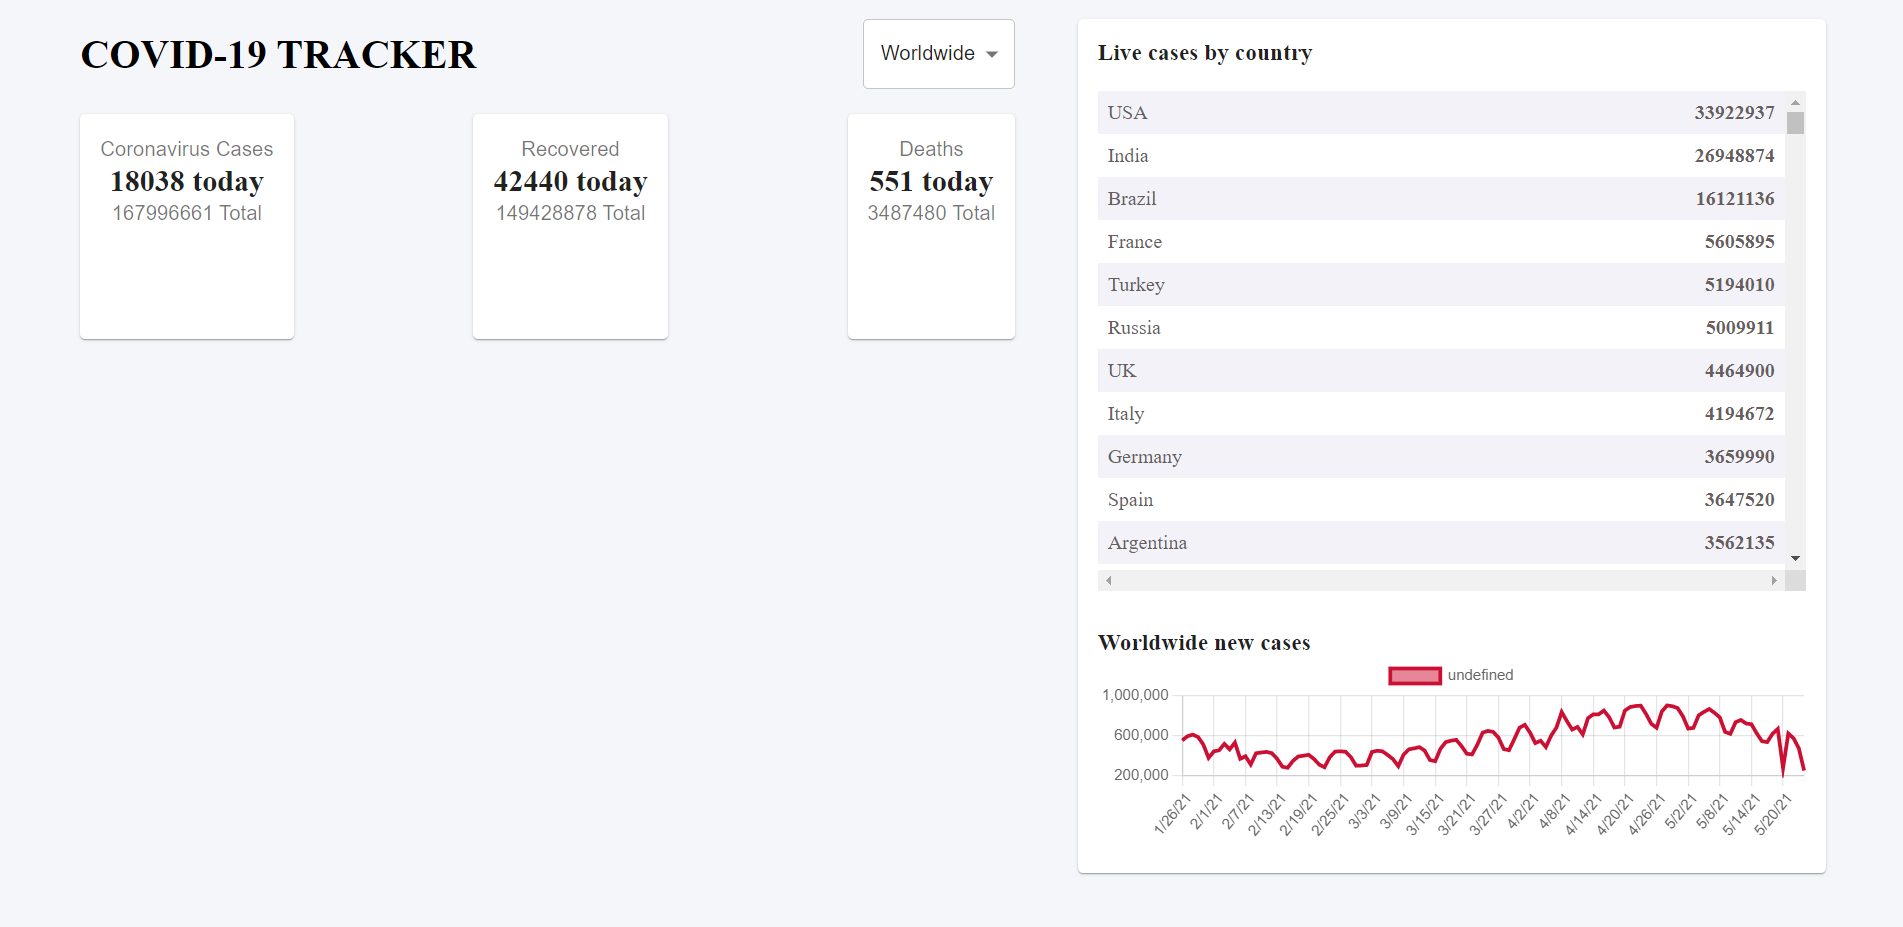 COVID-19 TRACKER
Worldwide
Coronavirus Cases
18038 today
167996661 Total
Recovered
42440 today
149428878 Total
Deaths
551 today
3487480 Total
Live cases by country
USA 33922937
India 26948874
Brazil 16121136
France 5605895
Turkey 5194010
Russia 5009911
UK 4464900
Italy 4194672
Germany 3659990
Spain 3647520
Argentina 3562135
Worldwide new cases
undefined
1,000,000
600,000
200,000
1/26/21 2/1/21 2/7/21 2/13/21 2/19/21 2/25/21 3/3/21 3/9/21 3/15/21 3/21/21 3/27/21 4/2/21 4/8/21 4/14/21 4/20/21 4/26/21 5/2/21 5/8/21 5/14/21 5/20/21